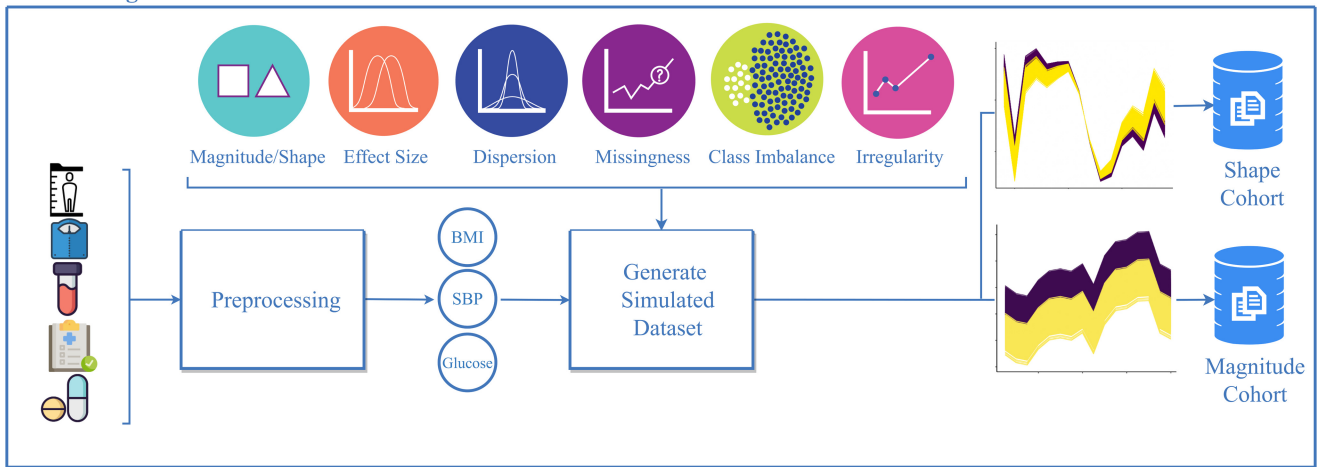 Magnitude/Shape
Effect Size
Dispersion
Missingness
Class Imbalance
Irregularity
?
Preprocessing
BMI
SBP
Glucose
Generate
Simulated
Dataset
Shape
Cohort
Magnitude
Cohort